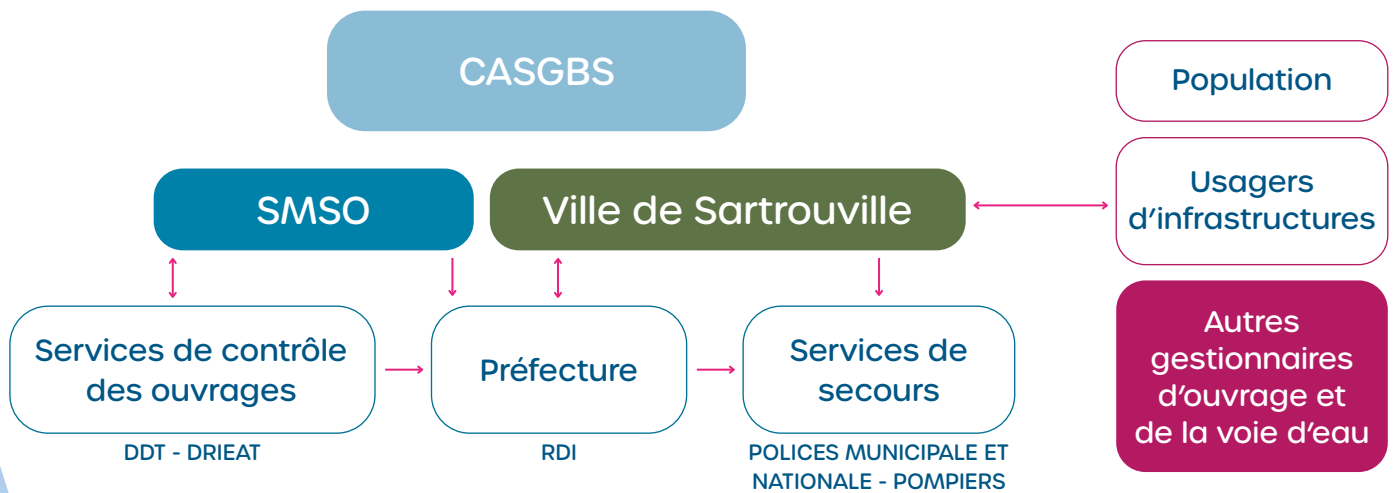 CASGBS
SMSO
Ville de Sartrouville
Services de contrôle
des ouvrages
DDT - DRIEAT
Préfecture
RDI
Services de
secours
POLICES MUNICIPALE ET
NATIONALE - POMPIERS
Population
Usagers
d'infrastructures
Autres
gestionnaires
d'ouvrage et
de la voie d'eau